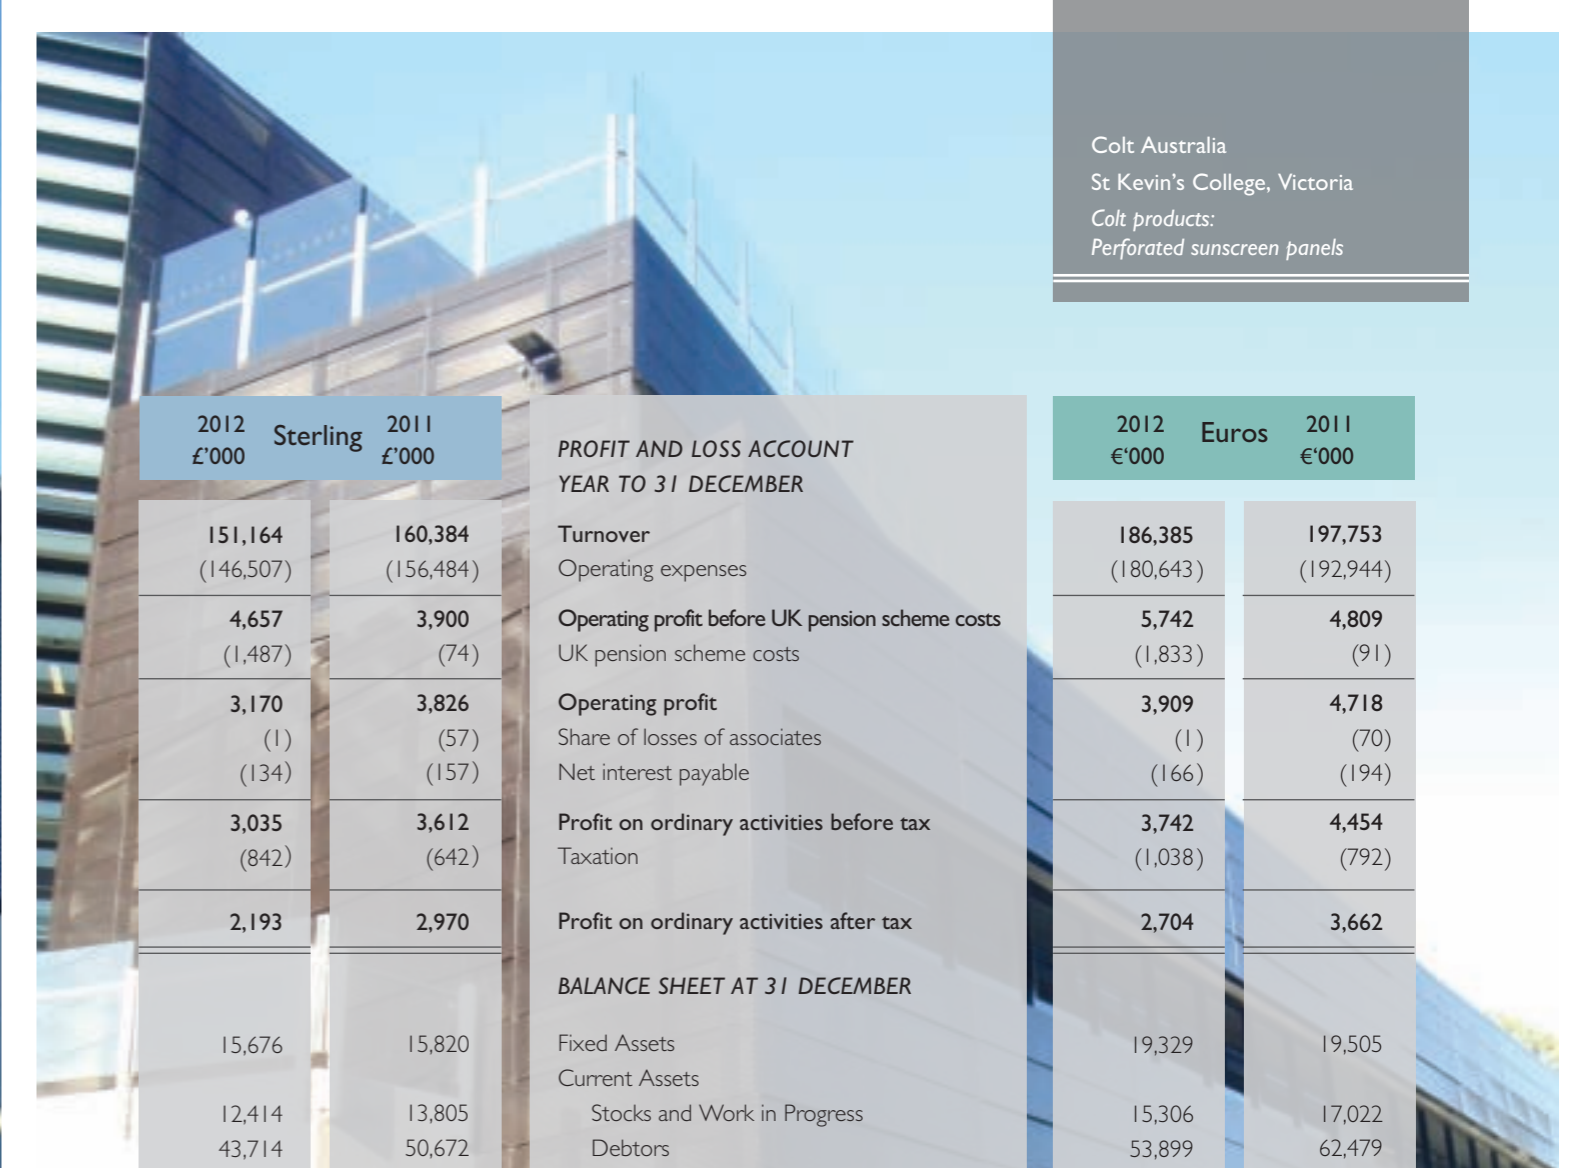 Colt Australia
St Kevin's College, Victoria
Colt products:
Perforated sunscreen panels
2012 Sterling 2011
£'000 £'000
PROFIT AND LOSS ACCOUNT
YEAR TO 31 DECEMBER
2012 Euros 2011
€‘000 €‘000
151,164 160,384 Turnover 186,385 197,753
(146,507) (156,484) Operating expenses (180,643) (192,944)
4,657 3,900 Operating profit before UK pension scheme costs 5,742 4,809
(1,487) (74) UK pension scheme costs (1,833) (91)
3,170 3,826 Operating profit 3,909 4,718
(1) (57) Share of losses of associates (1) (70)
(134) (157) Net interest payable (166) (194)
3,035 3,612 Profit on ordinary activities before tax 3,742 4,454
(842) (642) Taxation (1,038) (792)
2,193 2,970 Profit on ordinary activities after tax 2,704 3,662
BALANCE SHEET AT 31 DECEMBER
15,676 15,820 Fixed Assets 19,329 19,505
Current Assets
12,414 13,805 Stocks and Work in Progress 15,306 17,022
43,714 50,672 Debtors 53,899 62,479